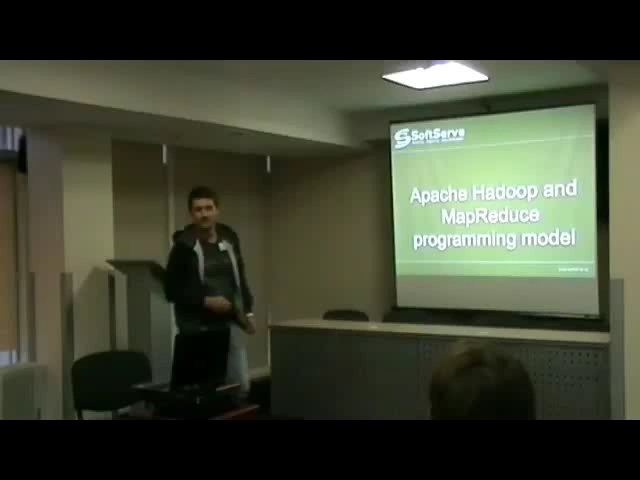 SoftServe
Apache Hadoop and
MapReduce
programming model